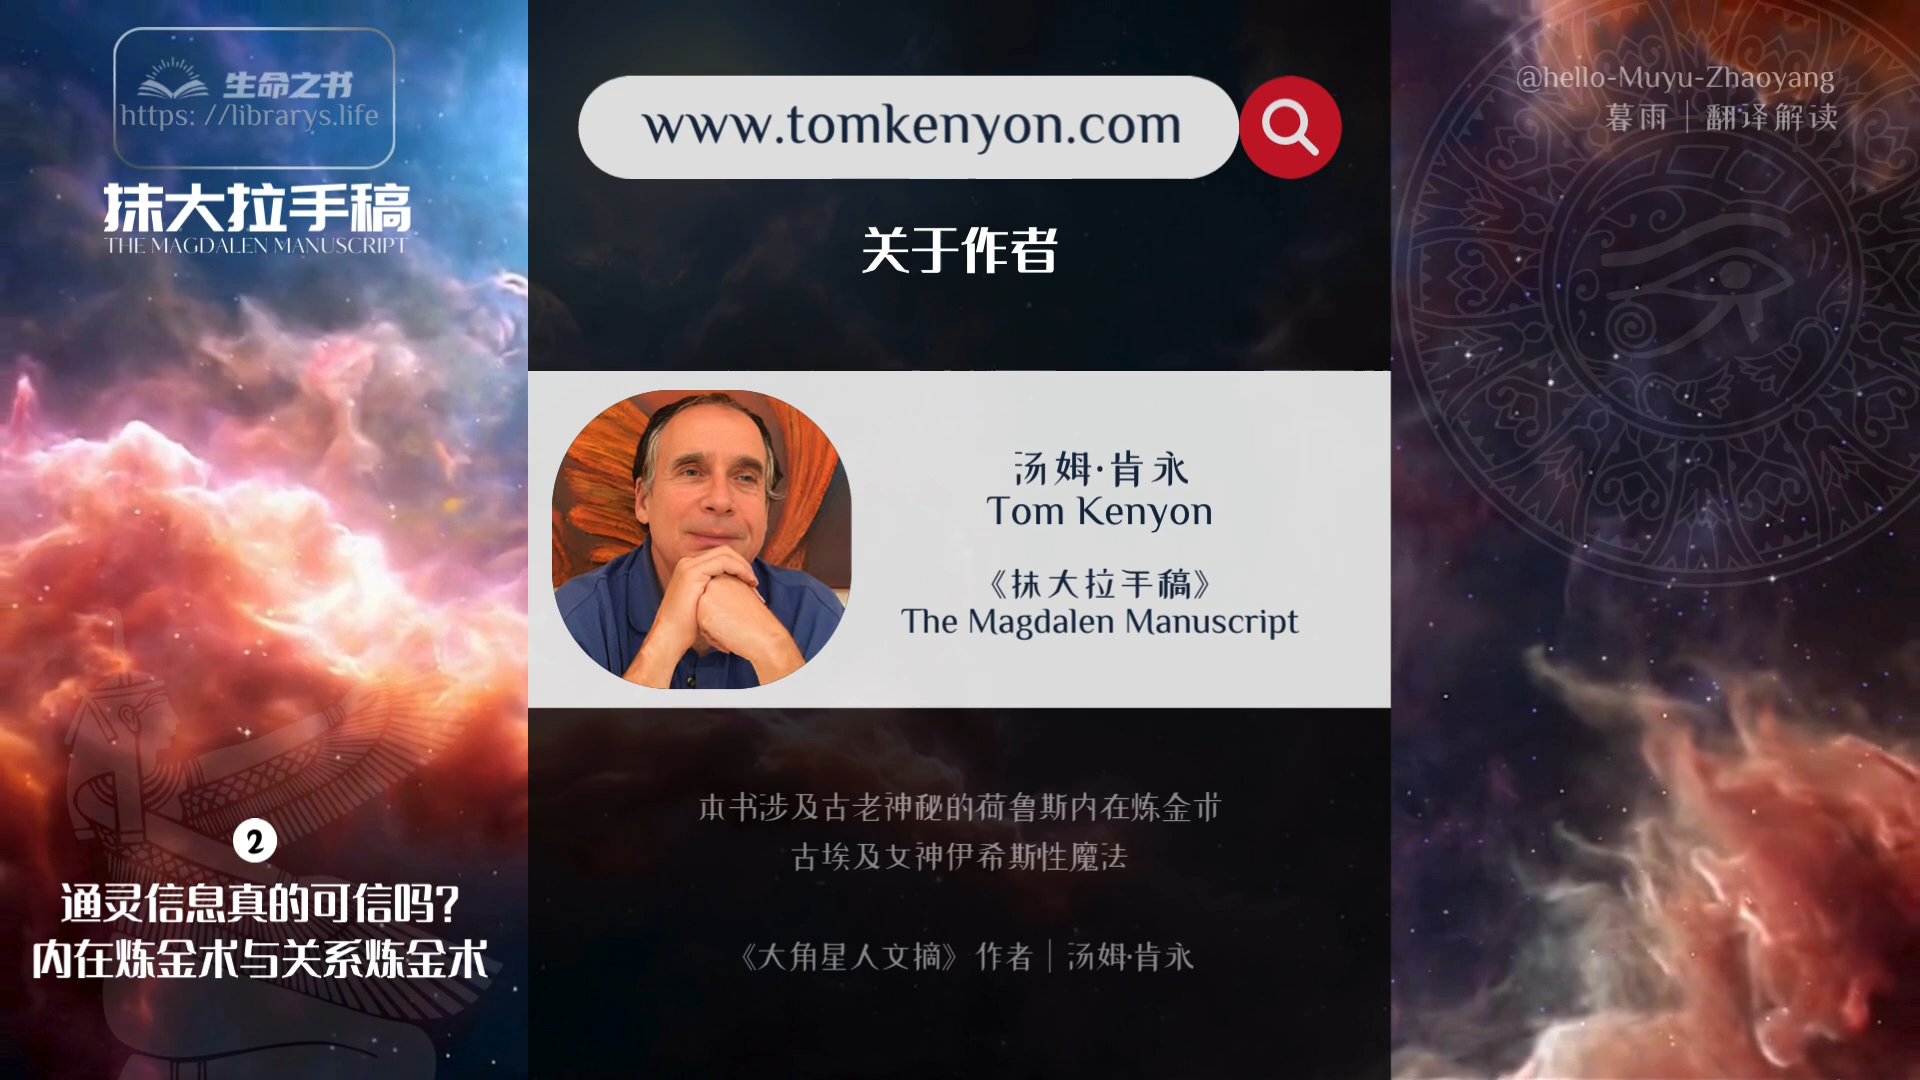 生命之书
https: //librarys.life
抹大拉手稿
THE MAGDALEN MANUSCRIPT
2
通灵信息真的可信吗?
内在炼金术与关系炼金术
www.tomkenyon.com
关于作者
汤姆·肯永
Tom Kenyon
《抹大拉手稿》
The Magdalen Manuscript
本书涉及古老神秘的荷鲁斯内在炼金术
古埃及女神伊希斯性魔法
《大角星人文摘》作者｜汤姆·肯永
@hello-Muyu-Zhaoyang
暮雨｜翻译解读